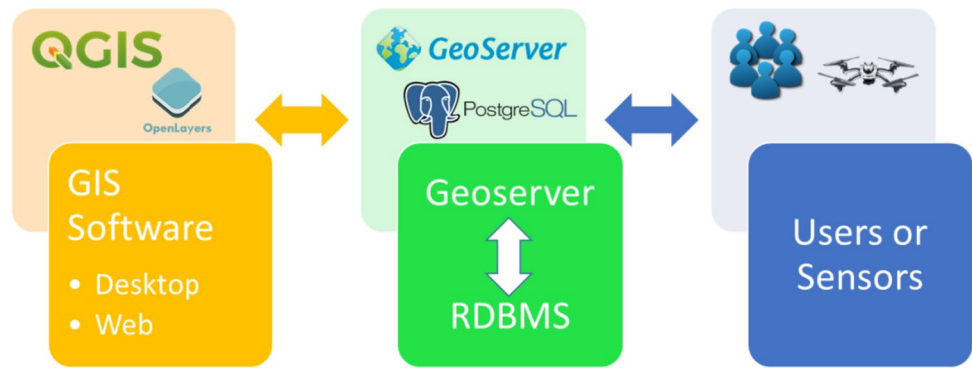 QGIS
OpenLayers
GIS
Software
• Desktop
• Web
GeoServer
PostgreSQL
Geoserver
RDBMS
Users or
Sensors